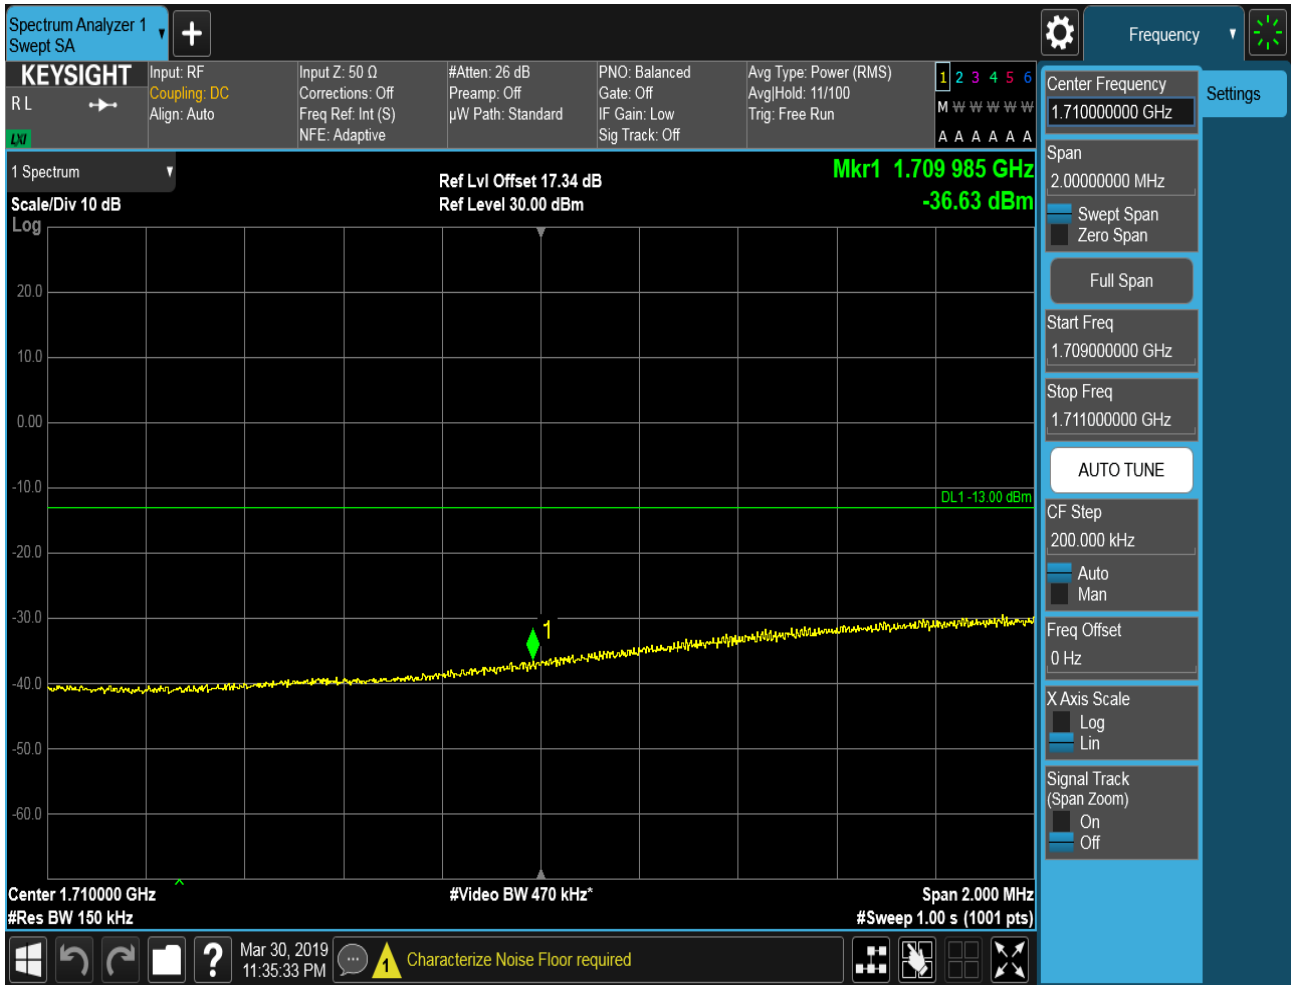 Spectrum Analyzer 1
Swept SA
Frequency
KEYSIGHT
R L
LXI
Input: RF
Coupling: DC
Align: Auto
Input Z: 50 Ω
Corrections: Off
Freq Ref: Int (S)
NFE: Adaptive
#Atten: 26 dB
Preamp: Off
µW Path: Standard
PNO: Balanced
Gate: Off
IF Gain: Low
Sig Track: Off
Avg Type: Power (RMS)
Avg|Hold: 11/100
Trig: Free Run
1 2 3 4 5 6
M W W W W W
A A A A A A
1 Spectrum
Scale/Div 10 dB
Log
Ref Lvl Offset 17.34 dB
Ref Level 30.00 dBm
Mkr1 1.709 985 GHz
-36.63 dBm
20.0
10.0
0.00
-10.0
-20.0
-30.0
-40.0
-50.0
-60.0
DL1 -13.00 dBm
1
Center 1.710000 GHz
#Res BW 150 kHz
#Video BW 470 kHz*
Span 2.000 MHz
#Sweep 1.00 s (1001 pts)
Center Frequency
1.710000000 GHz
Settings
Span
2.00000000 MHz
Swept Span
Zero Span
Full Span
Start Freq
1.709000000 GHz
Stop Freq
1.711000000 GHz
AUTO TUNE
CF Step
200.000 kHz
Auto
Man
Freq Offset
0 Hz
X Axis Scale
Log
Lin
Signal Track
(Span Zoom)
On
Off
?
Mar 30, 2019
11:35:33 PM
1
Characterize Noise Floor required